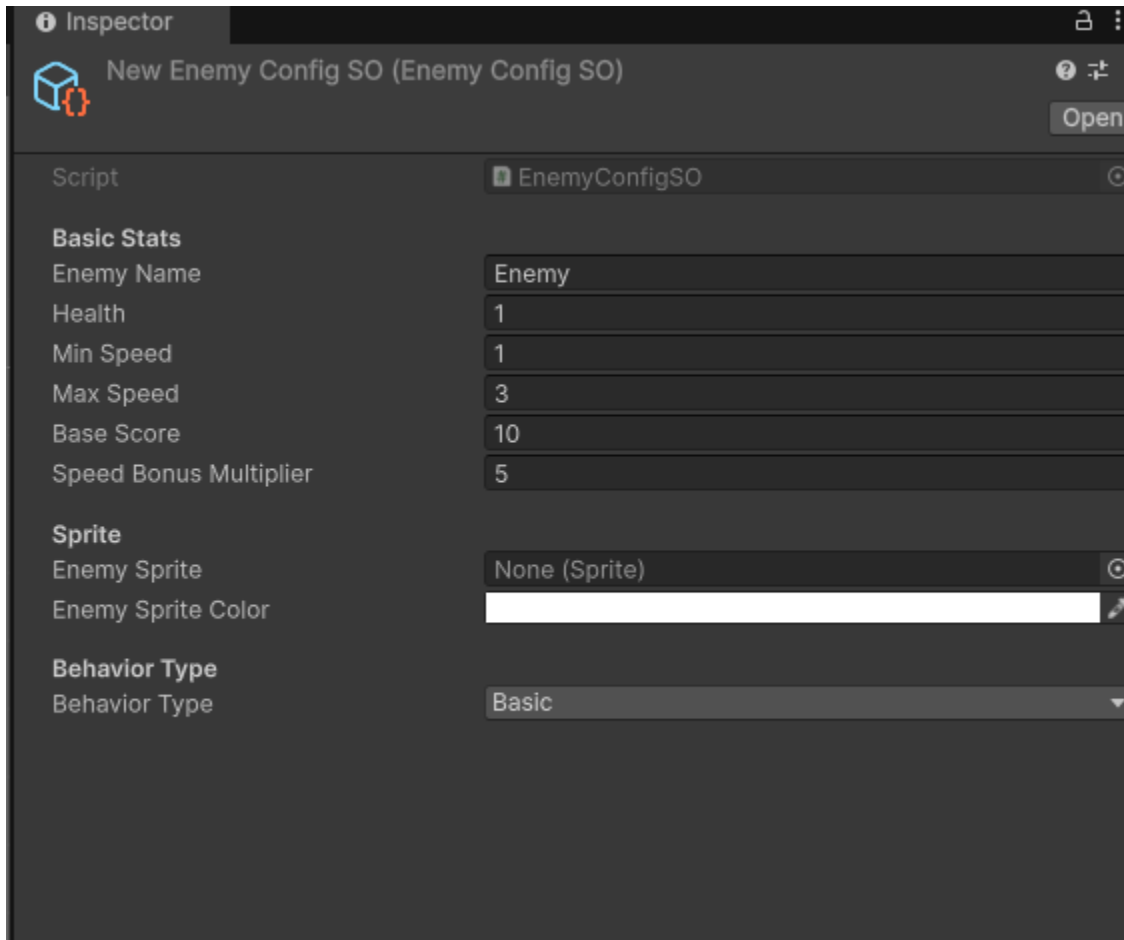 Inspector
New Enemy Config SO (Enemy Config SO)
Open
Script EnemyConfigSO
Basic Stats
Enemy Name Enemy
Health 1
Min Speed 1
Max Speed 3
Base Score 10
Speed Bonus Multiplier 5
Sprite
Enemy Sprite None (Sprite)
Enemy Sprite Color
Behavior Type
Behavior Type Basic